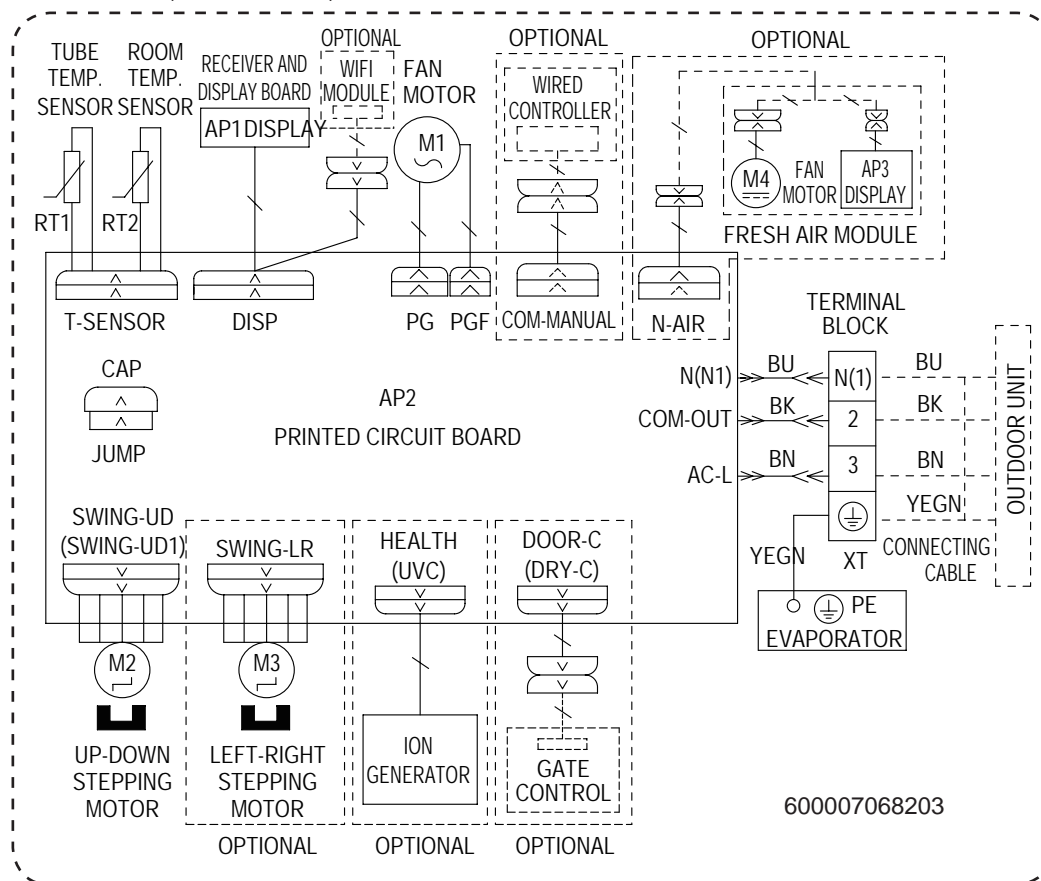 TUBE
TEMP.
SENSOR
ROOM
TEMP.
SENSOR
RECEIVER AND
DISPLAY BOARD
AP1 DISPLAY
OPTIONAL
WIFI
MODULE
FAN
MOTOR
M1
OPTIONAL
WIRED
CONTROLLER
OPTIONAL
M4
FAN
MOTOR
AP3
DISPLAY
FRESH AIR MODULE
RT1
RT2
T-SENSOR
DISP
PG
PGF
COM-MANUAL
N-AIR
TERMINAL
BLOCK
CAP
JUMP
AP2
PRINTED CIRCUIT BOARD
N(N1)
BU
N(1)
BU
COM-OUT
BK
2
BK
AC-L
BN
3
BN
YEGN
OUTDOOR UNIT
YEGN
XT
CONNECTING
CABLE
PE
EVAPORATOR
SWING-UD
(SWING-UD1)
SWING-LR
HEALTH
(UVC)
DOOR-C
(DRY-C)
M2
M3
UP-DOWN
STEPPING
MOTOR
LEFT-RIGHT
STEPPING
MOTOR
ION
GENERATOR
GATE
CONTROL
OPTIONAL
OPTIONAL
OPTIONAL
600007068203